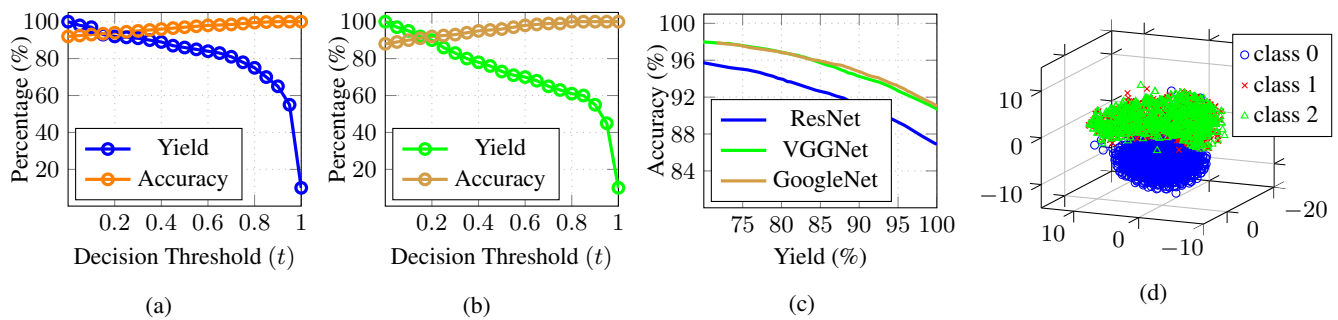 100
80
60
40
20
Percentage (%)
Yield
Accuracy
0.2 0.4 0.6 0.8 1
Decision Threshold (t)
(a)
100
80
60
40
20
Percentage (%)
Yield
Accuracy
0.2 0.4 0.6 0.8 1
Decision Threshold (t)
(b)
100
96
92
88
84
Accuracy (%)
ResNet
VGGNet
GoogleNet
75 80 85 90 95 100
Yield (%)
(c)
class 0
class 1
class 2
10
0
−10
10 0 −10
0 −20
(d)